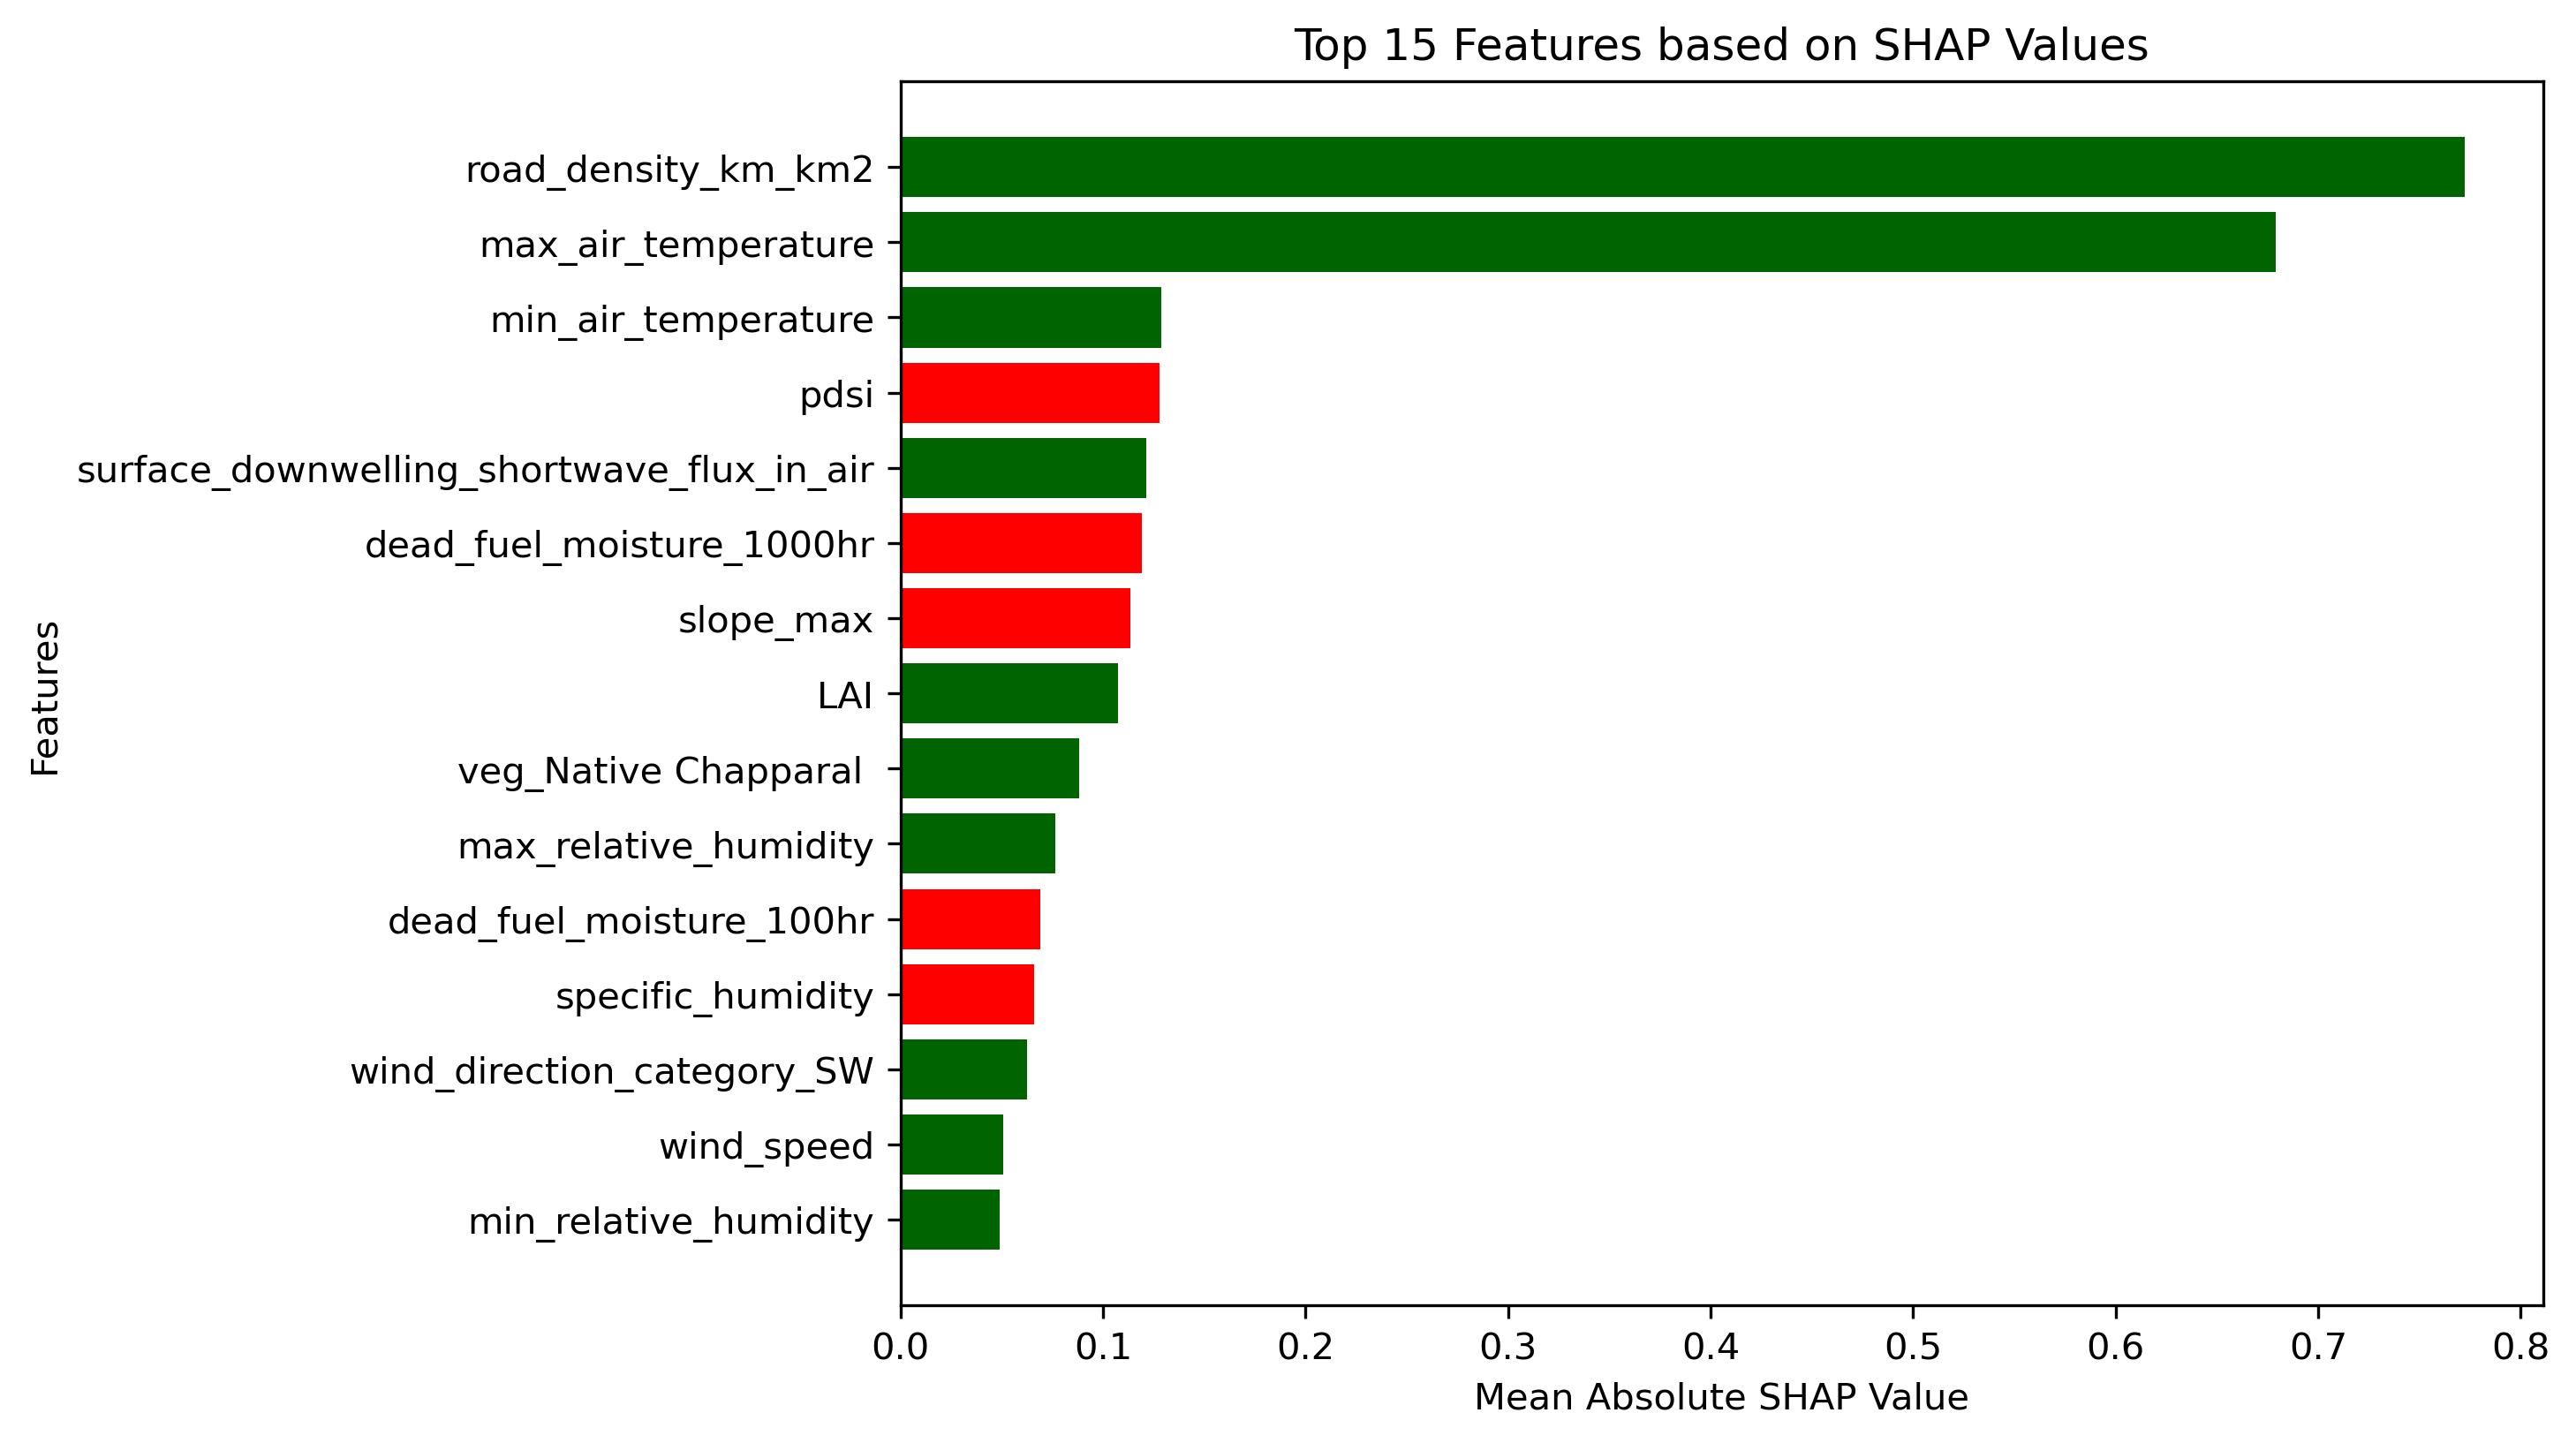 Top 15 Features based on SHAP Values
road_density_km_km2
max_air_temperature
min_air_temperature
pdsi
surface_downwelling_shortwave_flux_in_air
dead_fuel_moisture_1000hr
slope_max
LAI
veg_Native Chapparal
max_relative_humidity
dead_fuel_moisture_100hr
specific_humidity
wind_direction_category_SW
wind_speed
min_relative_humidity
Features
0.0 0.1 0.2 0.3 0.4 0.5 0.6 0.7 0.8
Mean Absolute SHAP Value